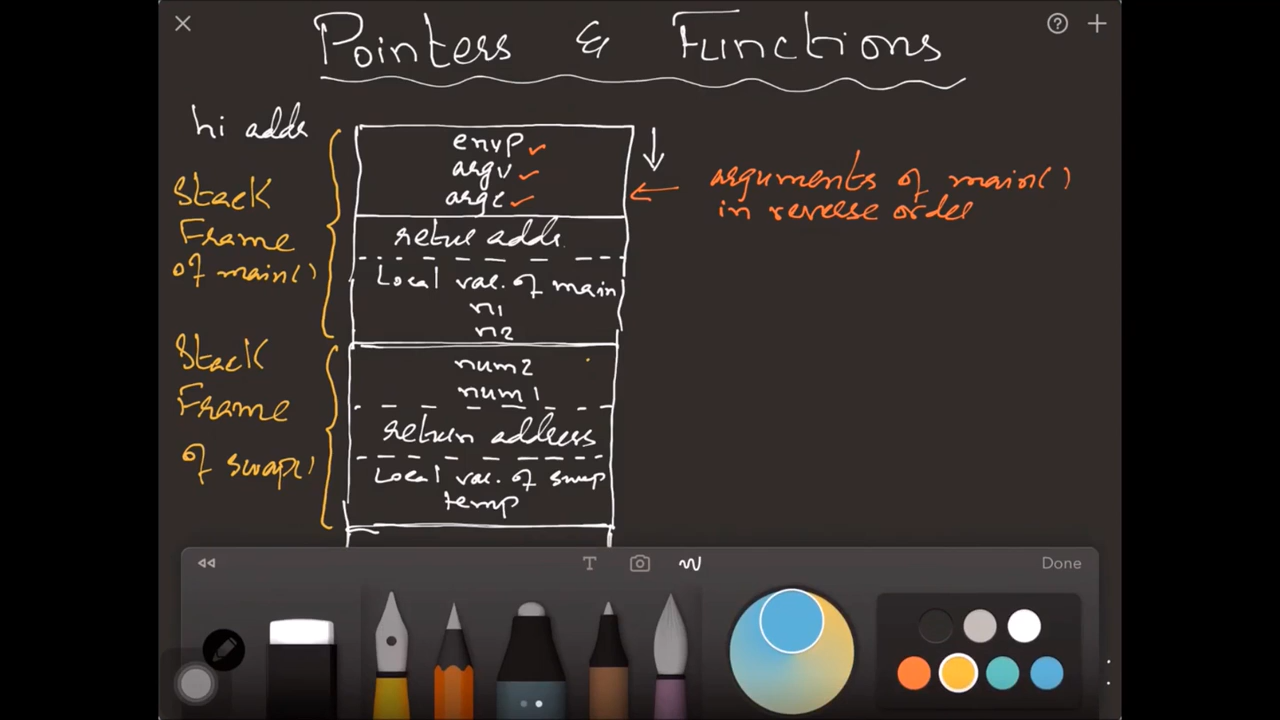 Pointers & Functions
hi addr
envp
argv
argc
arguments of main()
in reverse order
Stack
Frame
of main()
retur addr.
Local var. of main
n1
n2
Stack
Frame
of swap()
num2
num1
return address
Local var. of swap
temp
T
Done